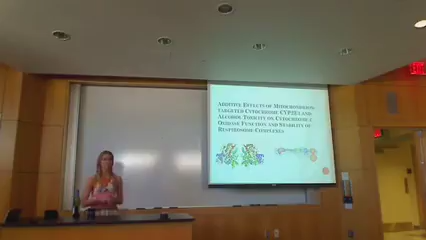 Additive Effects of Mitochondrion-
targeted Cytochrome CYP2E1 and
Alcohol Toxicity on Cytochrome c
Oxidase Function and Stability of
Respirosome Complexes
EXIT